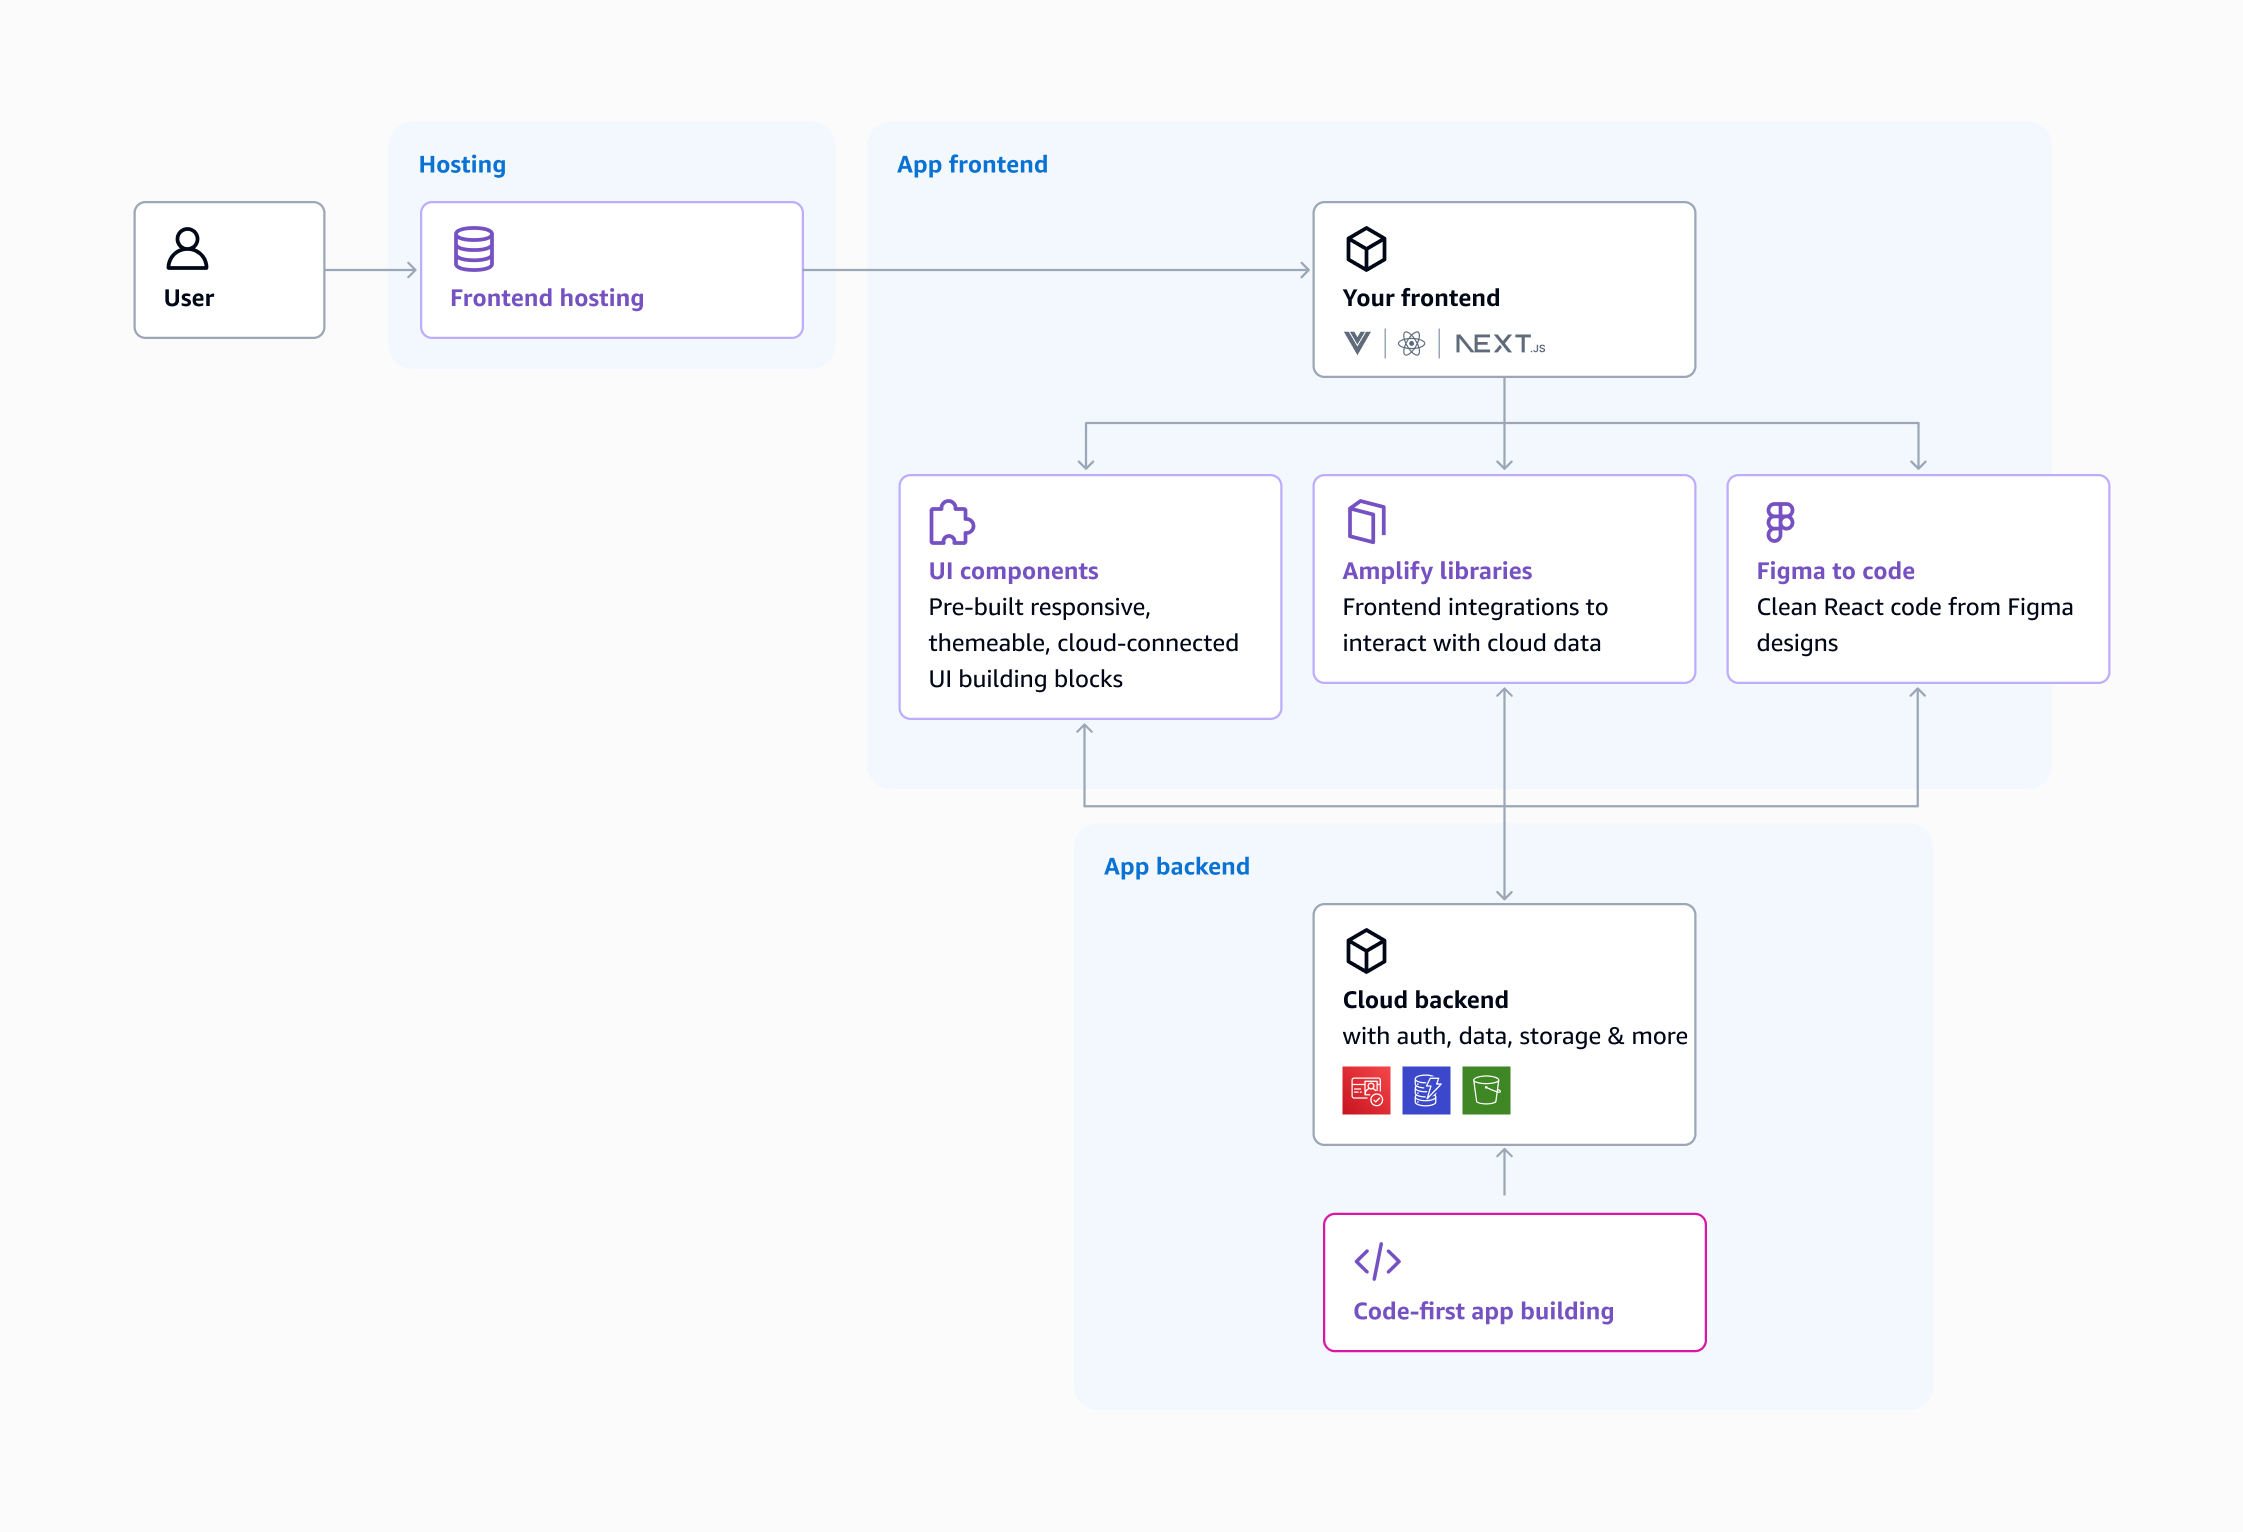 Hosting
App frontend
User
Frontend hosting
Your frontend
NEXT.JS
UI components
Pre-built responsive,
themeable, cloud-connected
UI building blocks
Amplify libraries
Frontend integrations to
interact with cloud data
Figma to code
Clean React code from Figma
designs
App backend
Cloud backend
with auth, data, storage & more
Code-first app building